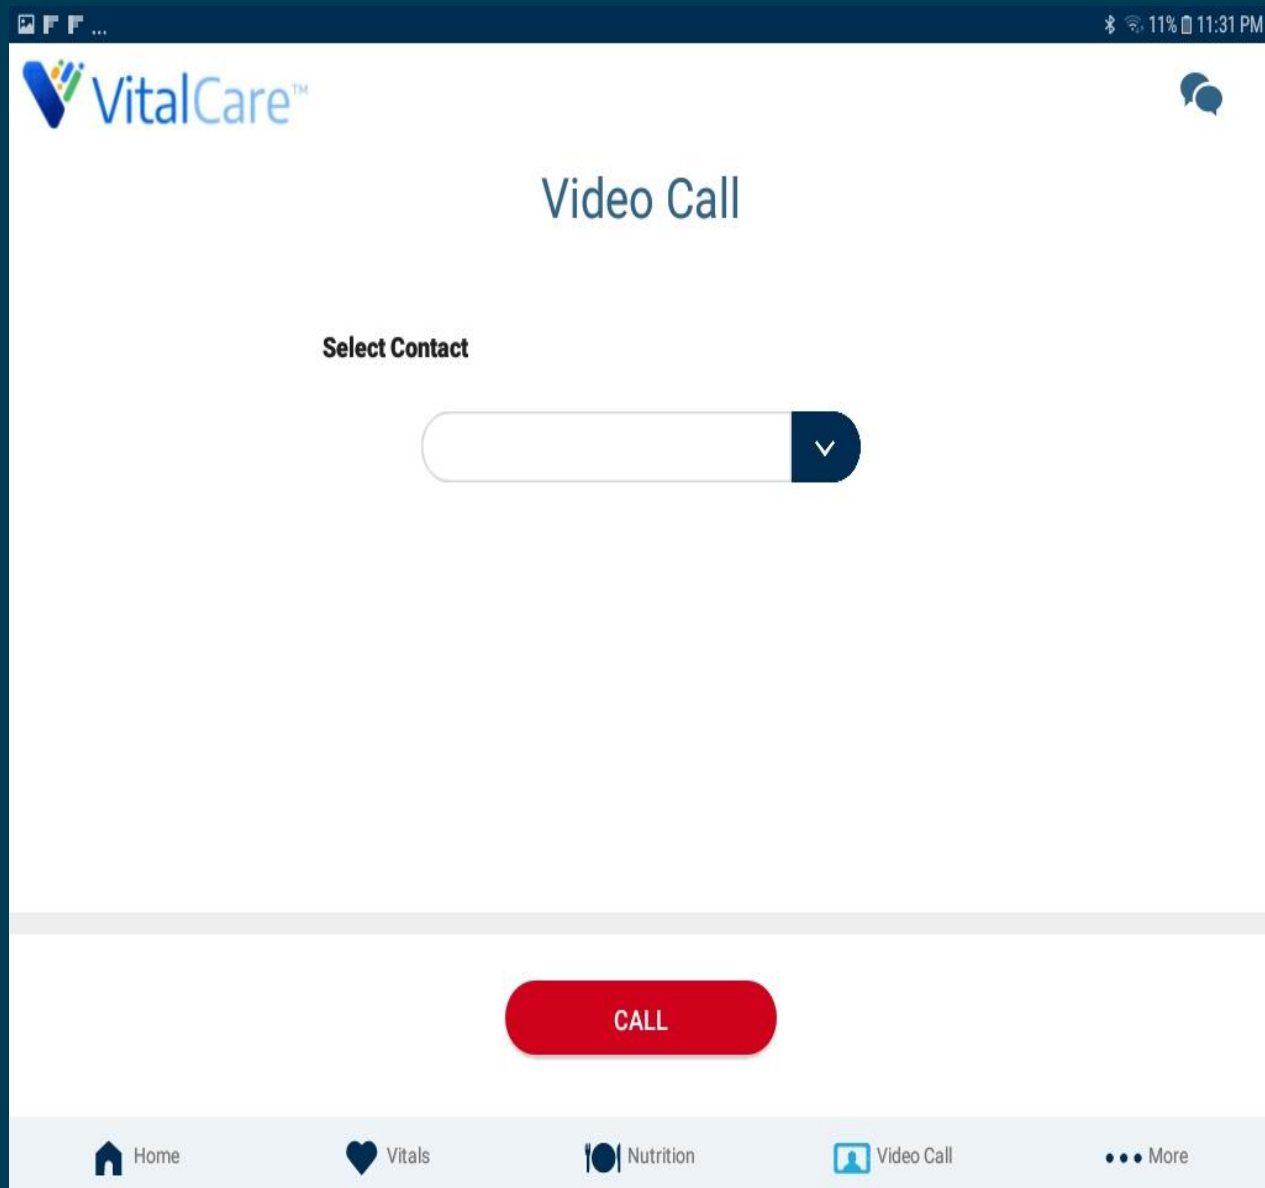 ... 11% 11:31 PM
VitalCare™
Video Call
Select Contact
CALL
Home Vitals Nutrition Video Call More